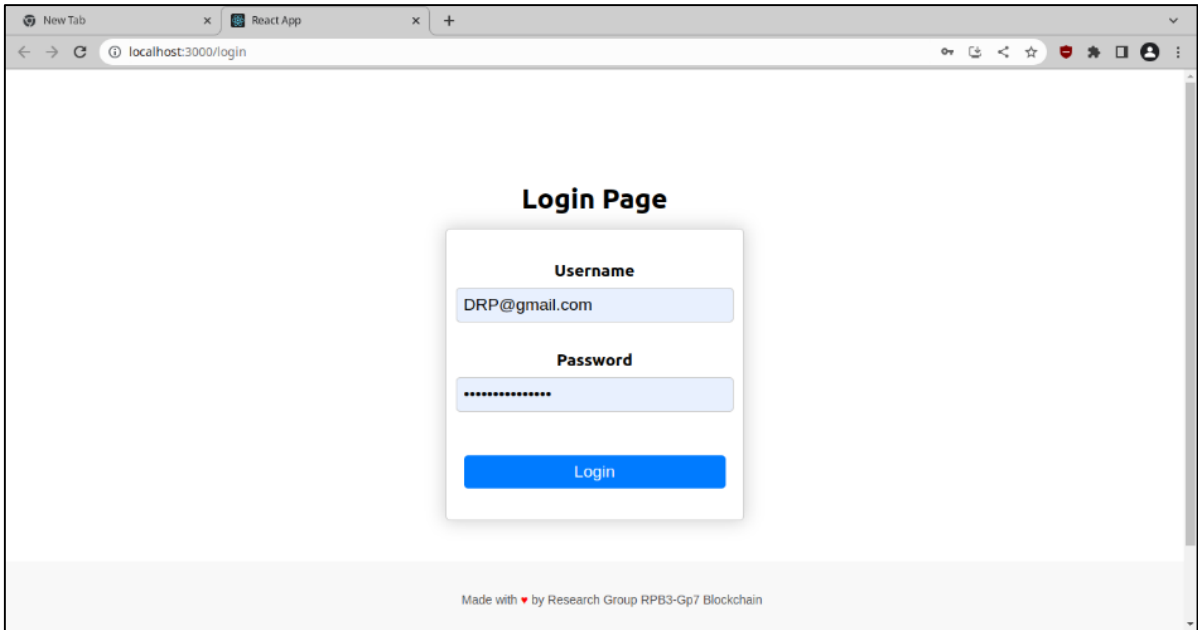 New Tab
React App
localhost:3000/login
Login Page
Username
DRP@gmail.com
Password
•••••••••••••••
Login
Made with ♥ by Research Group RPB3-Gp7 Blockchain